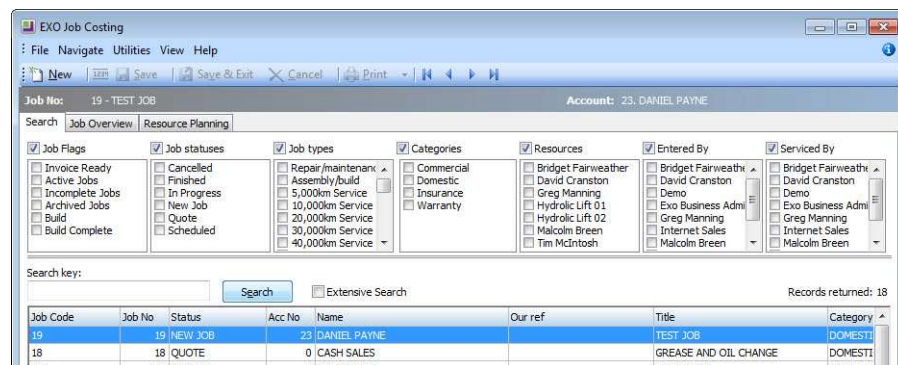 EXO Job Costing
File Navigate Utilities View Help
New Save Save & Exit Cancel Print
Job No: 19 - TEST JOB Account: 23. DANIEL PAYNE
Search Job Overview Resource Planning
Job Flags Job statuses Job types Categories Resources Entered By Serviced By
Invoice Ready Cancelled Repair/maintenanc Commercial Bridget Fairweather Bridget Fairweathe Bridget Fairweathe
Active Jobs Finished Assembly/build Domestic David Cranston David Cranston David Cranston
Incomplete Jobs In Progress 5,000km Service Insurance Greg Manning Demo Demo
Archived Jobs New Job 10,000km Service Warranty Hydrolic Lift 01 Exo Business Admi Exo Business Admi
Build Quote 20,000km Service Hydrolic Lift 02 Greg Manning Greg Manning
Build Complete Scheduled 30,000km Service Malcolm Breen Internet Sales Internet Sales
40,000km Service Tim McIntosh Malcolm Breen Malcolm Breen
Search key:
Search Extensive Search Records returned: 18
Job Code Job No Status Acc No Name Our ref Title Category
19 19 NEW JOB 23 DANIEL PAYNE TEST JOB DOMESTI
18 18 QUOTE 0 CASH SALES GREASE AND OIL CHANGE DOMESTI